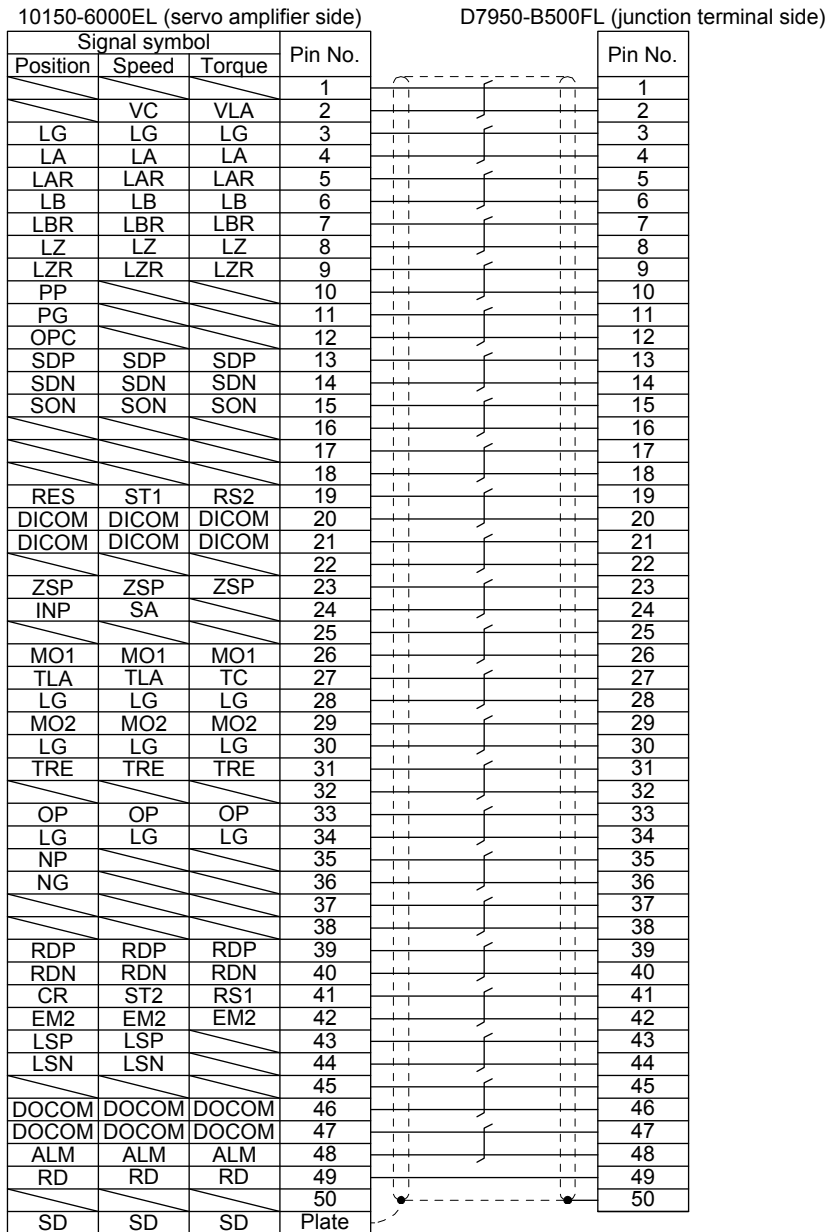 10150-6000EL (servo amplifier side) D7950-B500FL (junction terminal side)
Signal symbol Pin No. Pin No.
Position Speed Torque
1 1
VC VLA 2 2
LG LG LG 3 3
LA LA LA 4 4
LAR LAR LAR 5 5
LB LB LB 6 6
LBR LBR LBR 7 7
LZ LZ LZ 8 8
LZR LZR LZR 9 9
PP 10 10
PG 11 11
OPC 12 12
SDP SDP SDP 13 13
SDN SDN SDN 14 14
SON SON SON 15 15
16 16
17 17
18 18
RES ST1 RS2 19 19
DICOM DICOM DICOM 20 20
DICOM DICOM DICOM 21 21
22 22
ZSP ZSP ZSP 23 23
INP SA 24 24
25 25
MO1 MO1 MO1 26 26
TLA TLA TC 27 27
LG LG LG 28 28
MO2 MO2 MO2 29 29
LG LG LG 30 30
TRE TRE TRE 31 31
32 32
OP OP OP 33 33
LG LG LG 34 34
NP 35 35
NG 36 36
37 37
38 38
RDP RDP RDP 39 39
RDN RDN RDN 40 40
CR ST2 RS1 41 41
EM2 EM2 EM2 42 42
LSP LSP 43 43
LSN LSN 44 44
45 45
DOCOM DOCOM DOCOM 46 46
DOCOM DOCOM DOCOM 47 47
ALM ALM ALM 48 48
RD RD RD 49 49
50 50
SD SD SD Plate